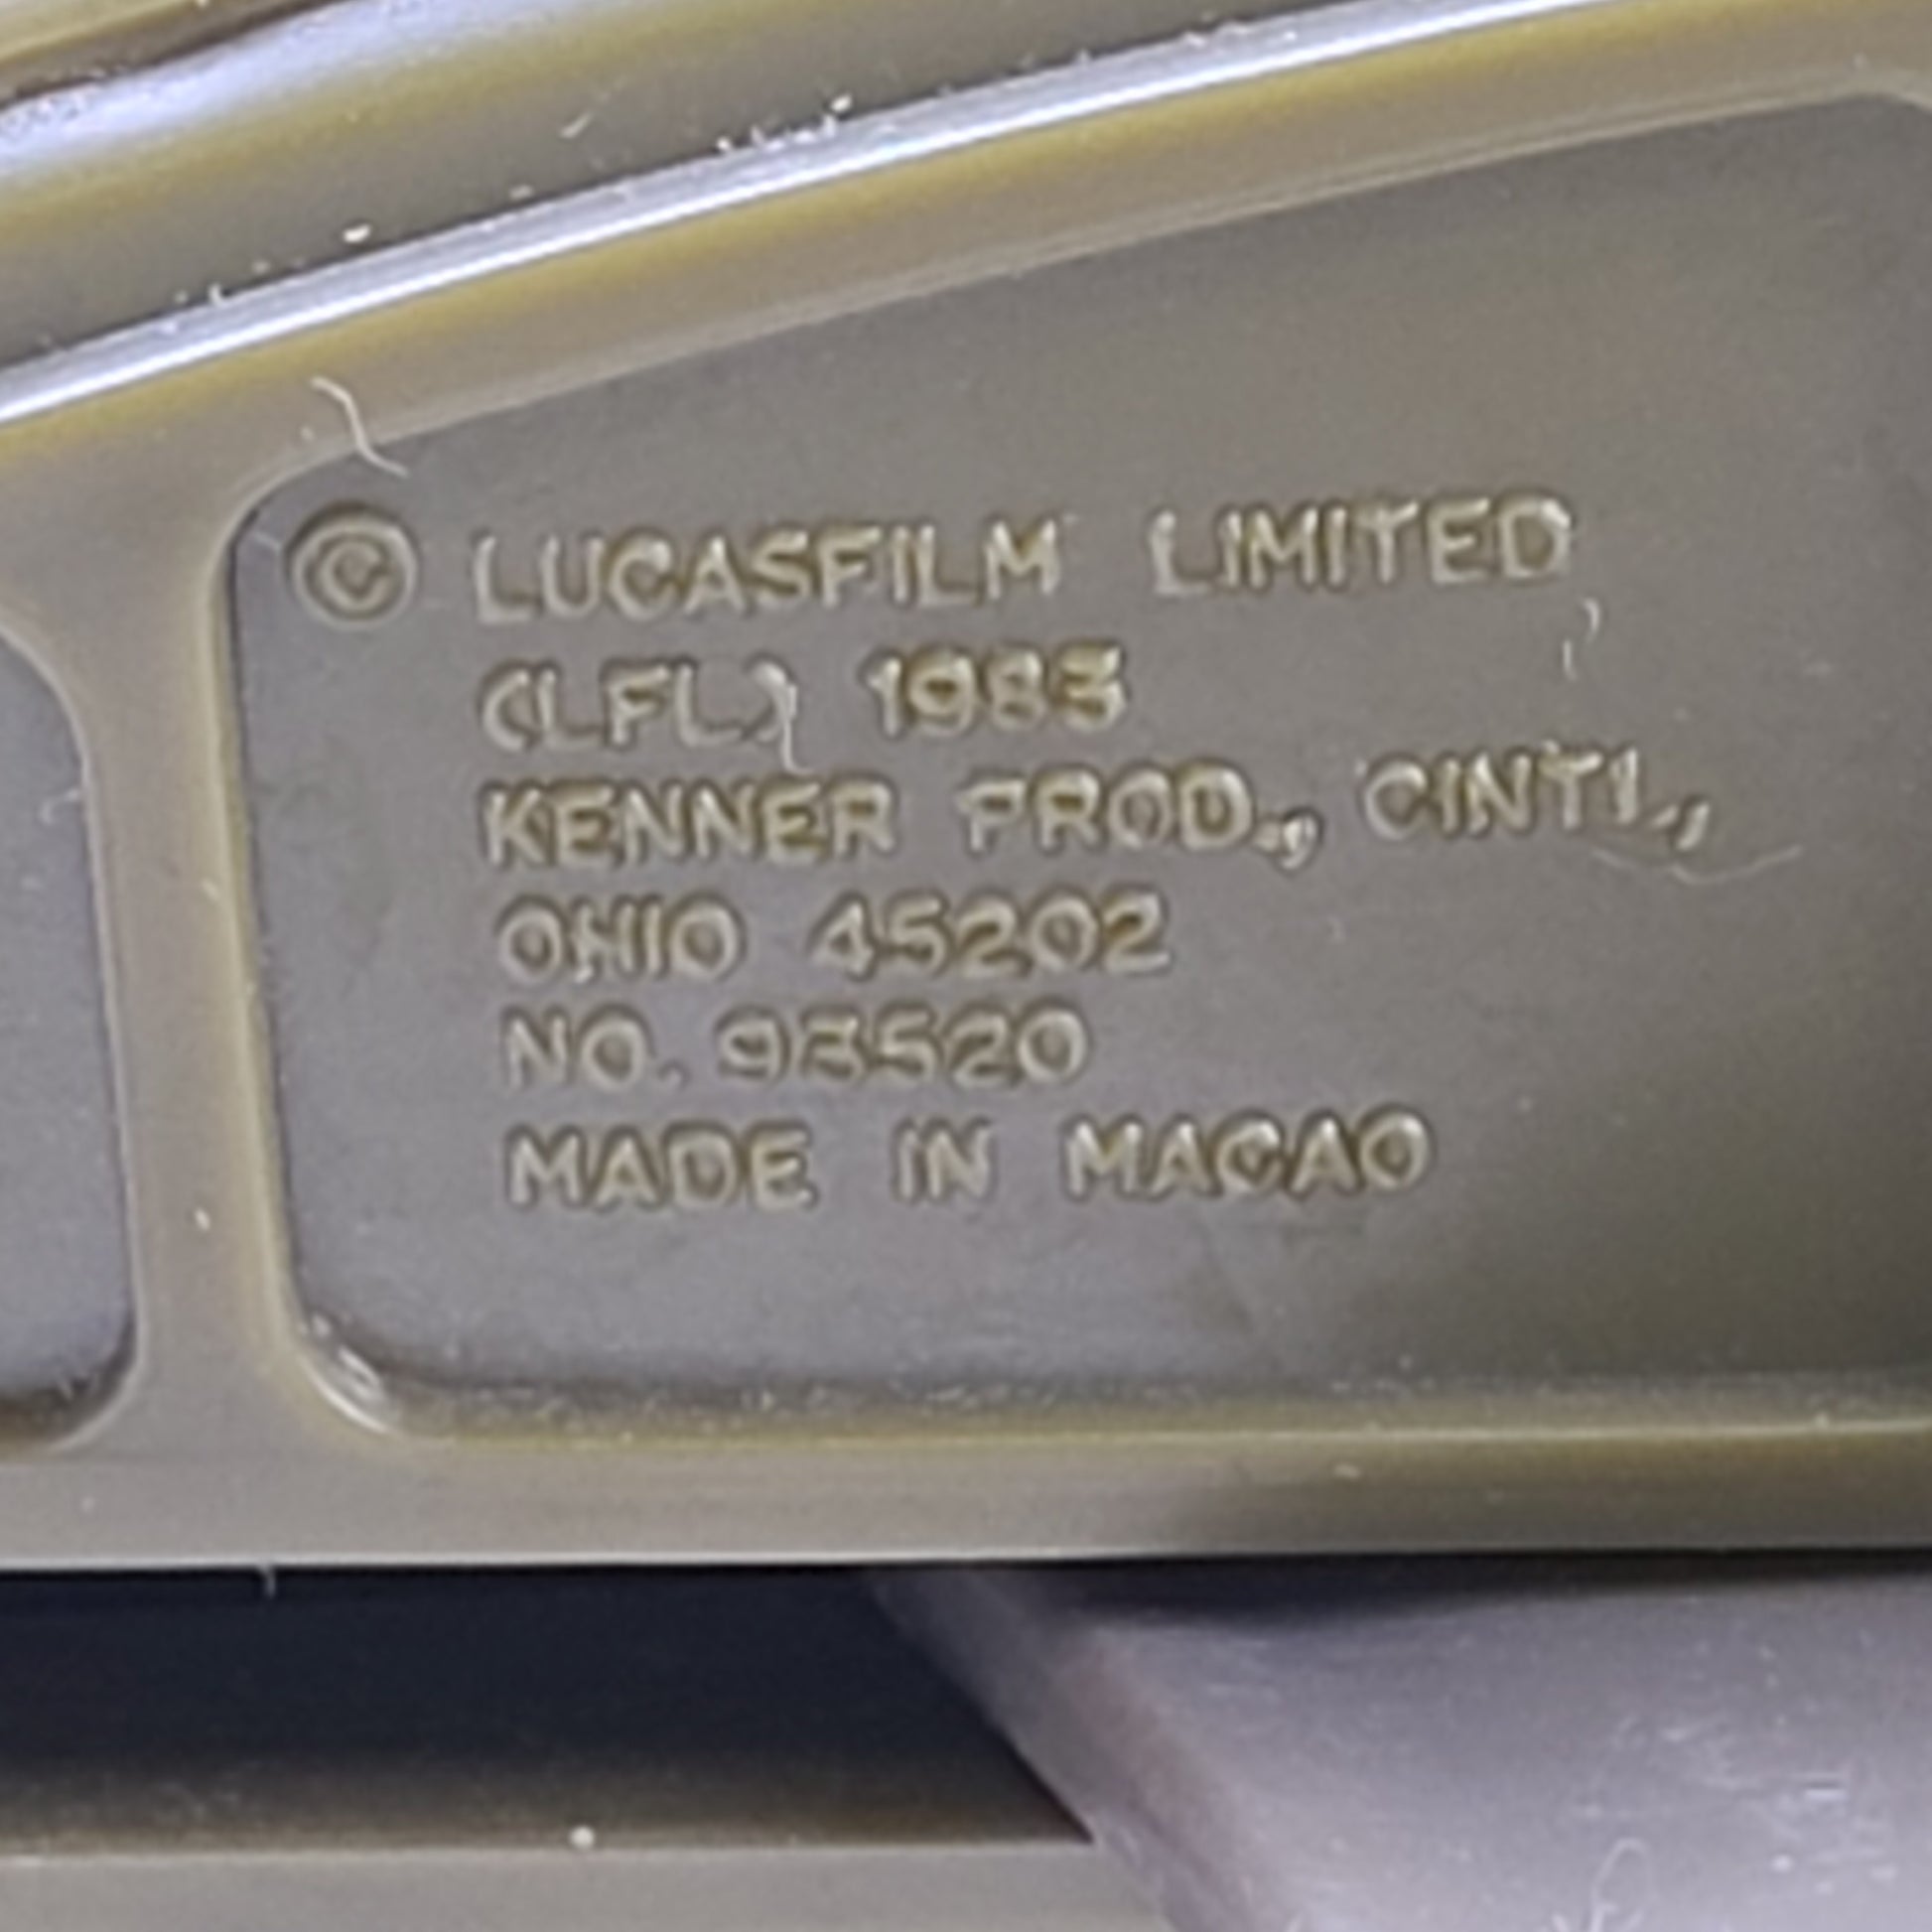 © LUCASFILM LIMITED
(LFL) 1983
KENNER PROD., CINTI.,
OHIO 45202
NO. 93520
MADE IN MACAO